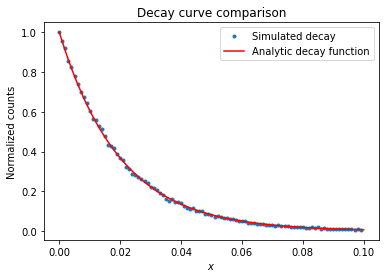 Decay curve comparison
Simulated decay
Analytic decay function
Normalized counts
1.0
0.8
0.6
0.4
0.2
0.0
0.00 0.02 0.04 0.06 0.08 0.10
x